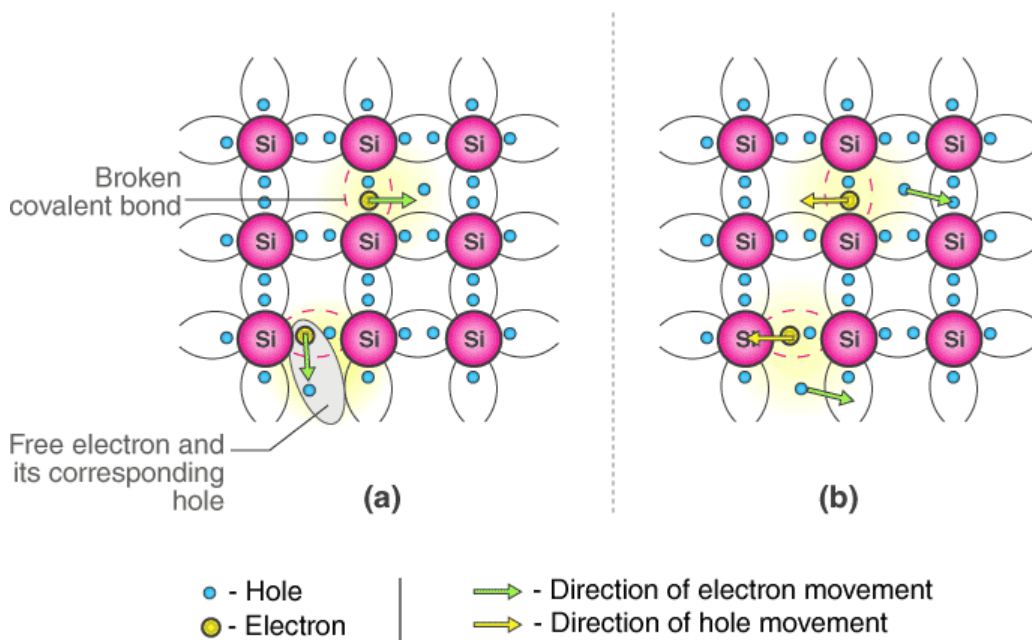 Si Si Si
Si Si Si
Broken
covalent bond
Si Si Si
Si Si Si
Si Si Si
Si Si Si
Free electron and
its corresponding
hole
(a)
(b)
- Hole
- Electron
- Direction of electron movement
- Direction of hole movement